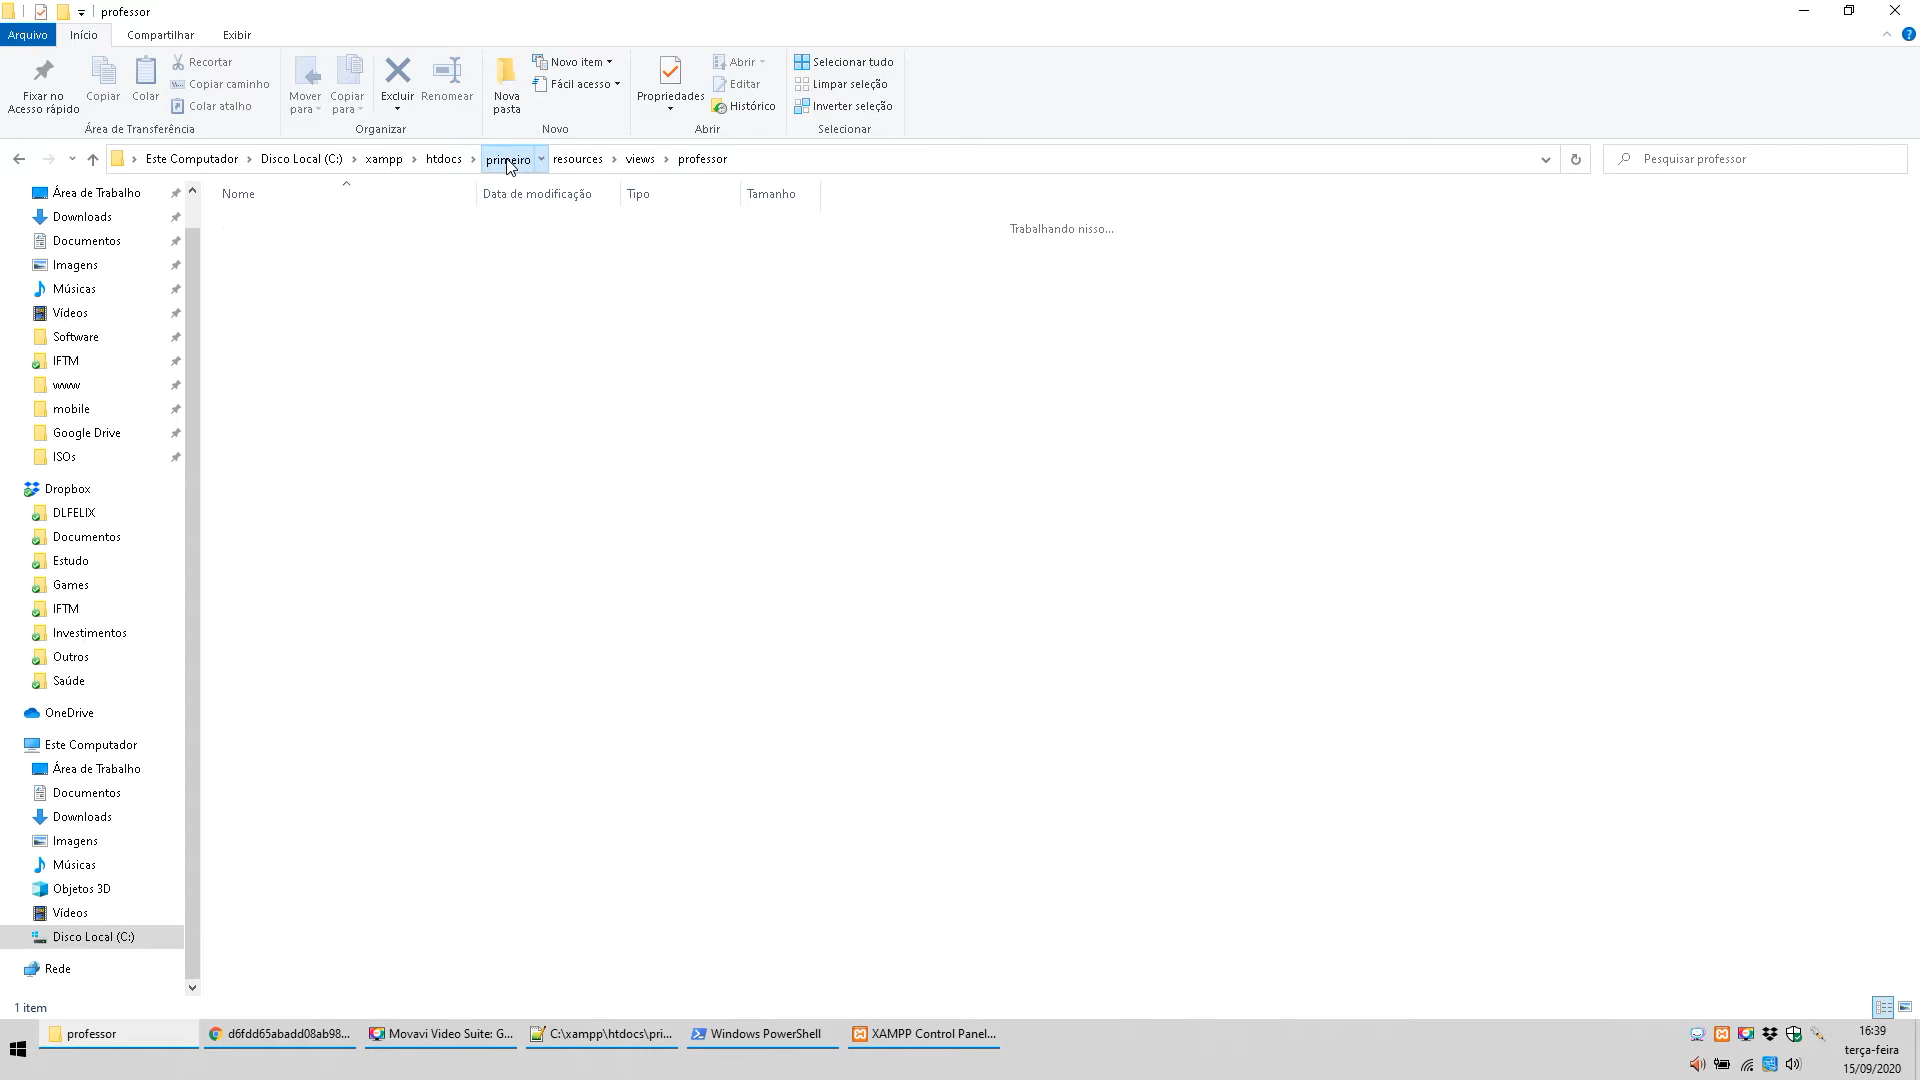 professor
Arquivo
Início
Compartilhar
Exibir
Fixar no
Acesso rápido
Copiar
Colar
Recortar
Copiar caminho
Colar atalho
Área de Transferência
Mover
para
Copiar
para
Excluir
Renomear
Organizar
Nova
pasta
Novo item
Fácil acesso
Novo
Propriedades
Abrir
Editar
Histórico
Abrir
Selecionar tudo
Limpar seleção
Inverter seleção
Selecionar
Este Computador
Disco Local (C:)
xampp
htdocs
primeiro
resources
views
professor
Pesquisar professor
Nome
Data de modificação
Tipo
Tamanho
Trabalhando nisso...
Área de Trabalho
Downloads
Documentos
Imagens
Músicas
Vídeos
Software
IFTM
www
mobile
Google Drive
ISOs
Dropbox
DLFELIX
Documentos
Estudo
Games
IFTM
Investimentos
Outros
Saúde
OneDrive
Este Computador
Área de Trabalho
Documentos
Downloads
Imagens
Músicas
Objetos 3D
Vídeos
Disco Local (C:)
Rede
1 item
professor
d6fdd65abadd08ab98...
Movavi Video Suite: G...
C:\xampp\htdocs\pri...
Windows PowerShell
XAMPP Control Panel...
16:39
terça-feira
15/09/2020